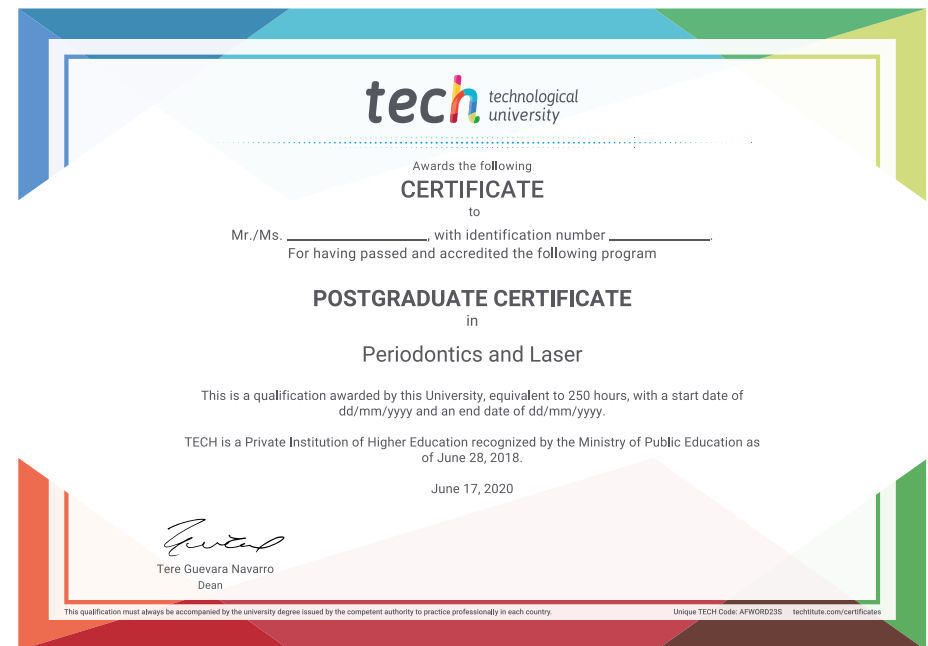 tech technological
university
Awards the following
CERTIFICATE
to
Mr./Ms. ____________________, with identification number ______________.
For having passed and accredited the following program
POSTGRADUATE CERTIFICATE
in
Periodontics and Laser
This is a qualification awarded by this University, equivalent to 250 hours, with a start date of
dd/mm/yyyy and an end date of dd/mm/yyyy.
TECH is a Private Institution of Higher Education recognized by the Ministry of Public Education as
of June 28, 2018.
June 17, 2020
Tere Guevara Navarro
Dean
This qualification must always be accompanied by the university degree issued by the competent authority to practice professionally in each country.
Unique TECH Code: AFWORD23S techtitute.com/certificates